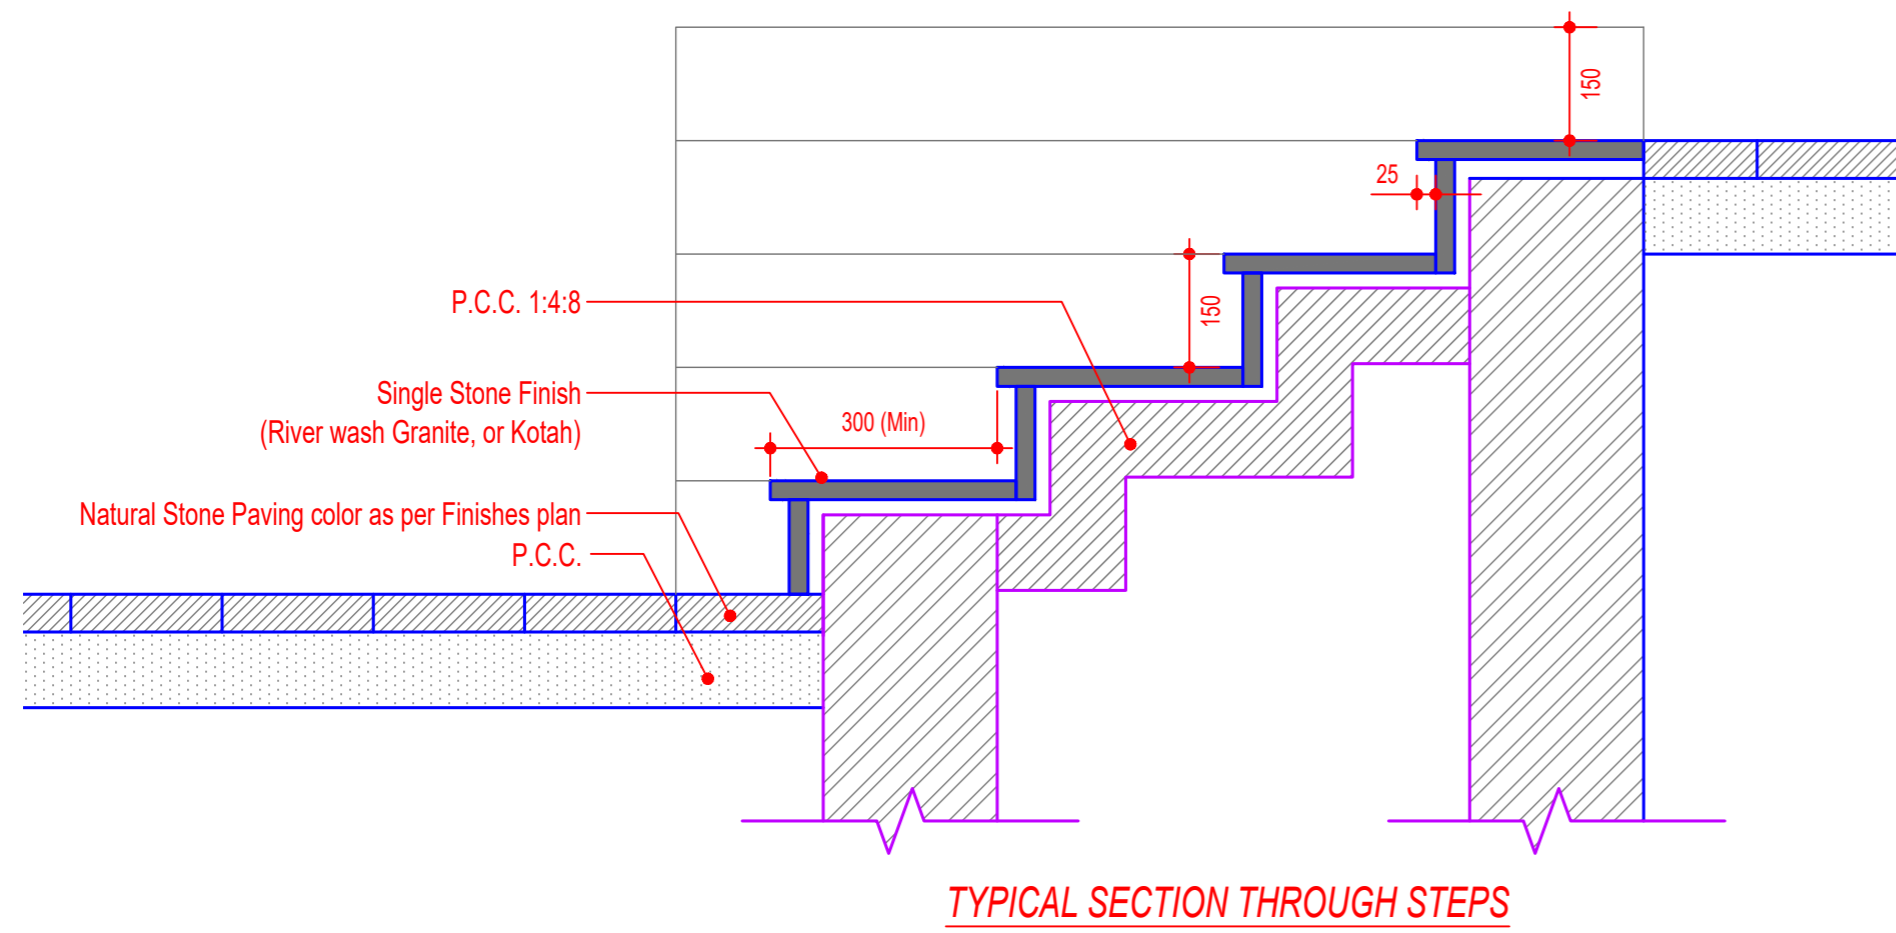 150
25
P.C.C. 1:4:8
150
Single Stone Finish
(River wash Granite, or Kotah)
300 (Min)
Natural Stone Paving color as per Finishes plan
P.C.C.
TYPICAL SECTION THROUGH STEPS